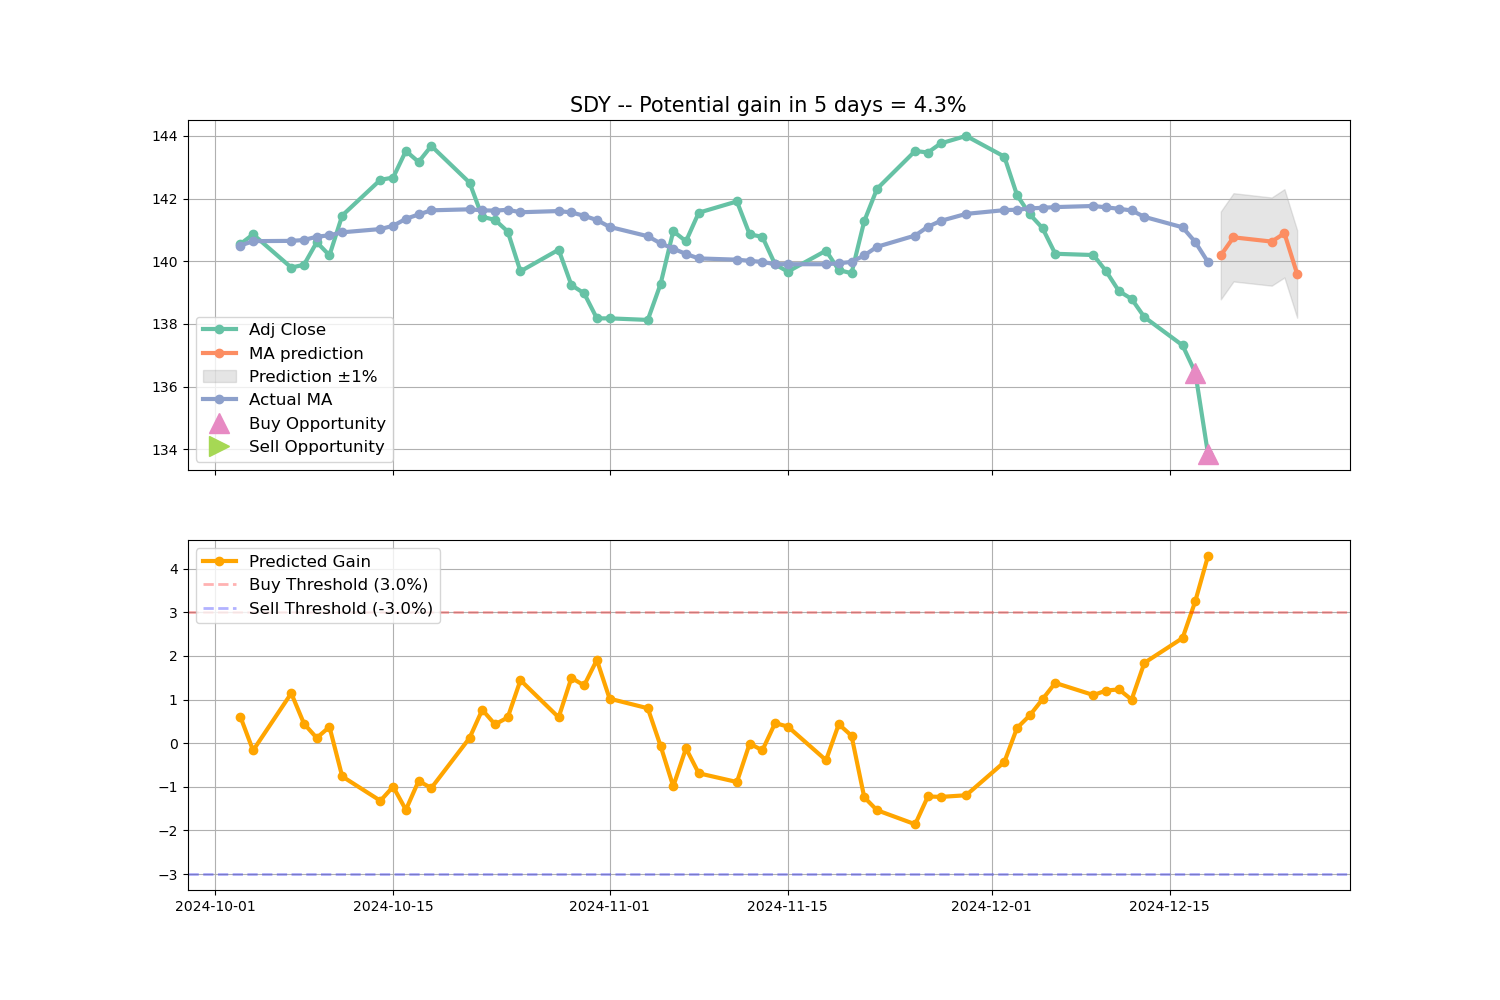 SDY -- Potential gain in 5 days = 4.3%
144
142
140
138
136
134
Adj Close
MA prediction
Prediction ±1%
Actual MA
Buy Opportunity
Sell Opportunity
4
3
2
1
0
−1
−2
−3
Predicted Gain
Buy Threshold (3.0%)
Sell Threshold (-3.0%)
2024-10-01
2024-10-15
2024-11-01
2024-11-15
2024-12-01
2024-12-15